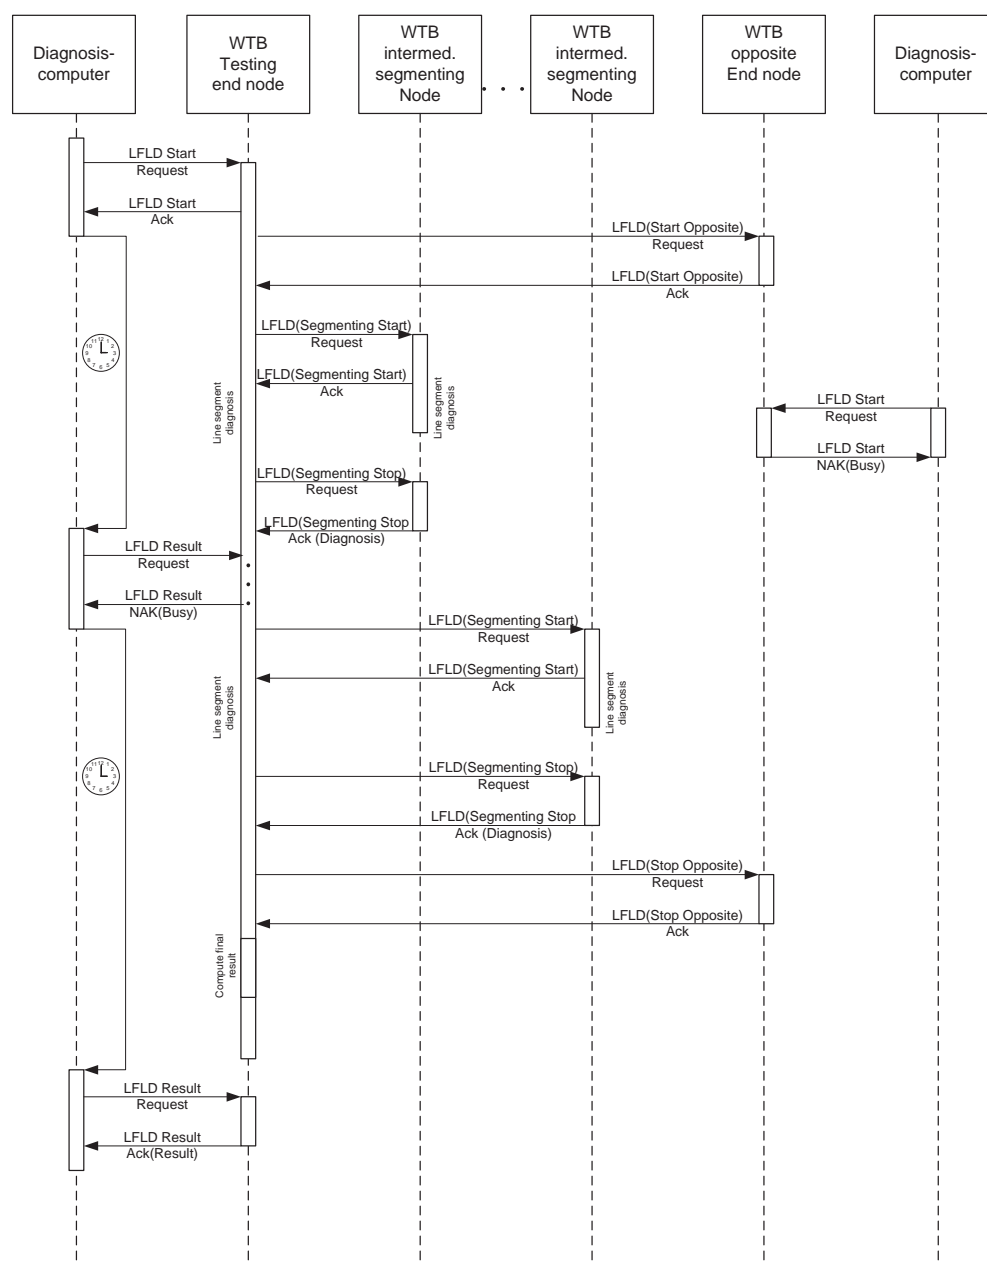 Diagnosis-
computer
WTB
Testing
end node
WTB
intermed.
segmenting
Node
. . .
WTB
intermed.
segmenting
Node
WTB
opposite
End node
Diagnosis-
computer
LFLD Start
Request
LFLD Start
Ack
LFLD(Start Opposite)
Request
LFLD(Start Opposite)
Ack
LFLD(Segmenting Start)
Request
LFLD(Segmenting Start)
Ack
Line segment
diagnosis
Line segment
diagnosis
LFLD Start
Request
LFLD Start
NAK(Busy)
LFLD(Segmenting Stop)
Request
LFLD(Segmenting Stop
Ack (Diagnosis)
LFLD Result
Request
LFLD Result
NAK(Busy)
LFLD(Segmenting Start)
Request
LFLD(Segmenting Start)
Ack
Line segment
diagnosis
Line segment
diagnosis
LFLD(Segmenting Stop)
Request
LFLD(Segmenting Stop
Ack (Diagnosis)
LFLD(Stop Opposite)
Request
LFLD(Stop Opposite)
Ack
Compute final
result
LFLD Result
Request
LFLD Result
Ack(Result)